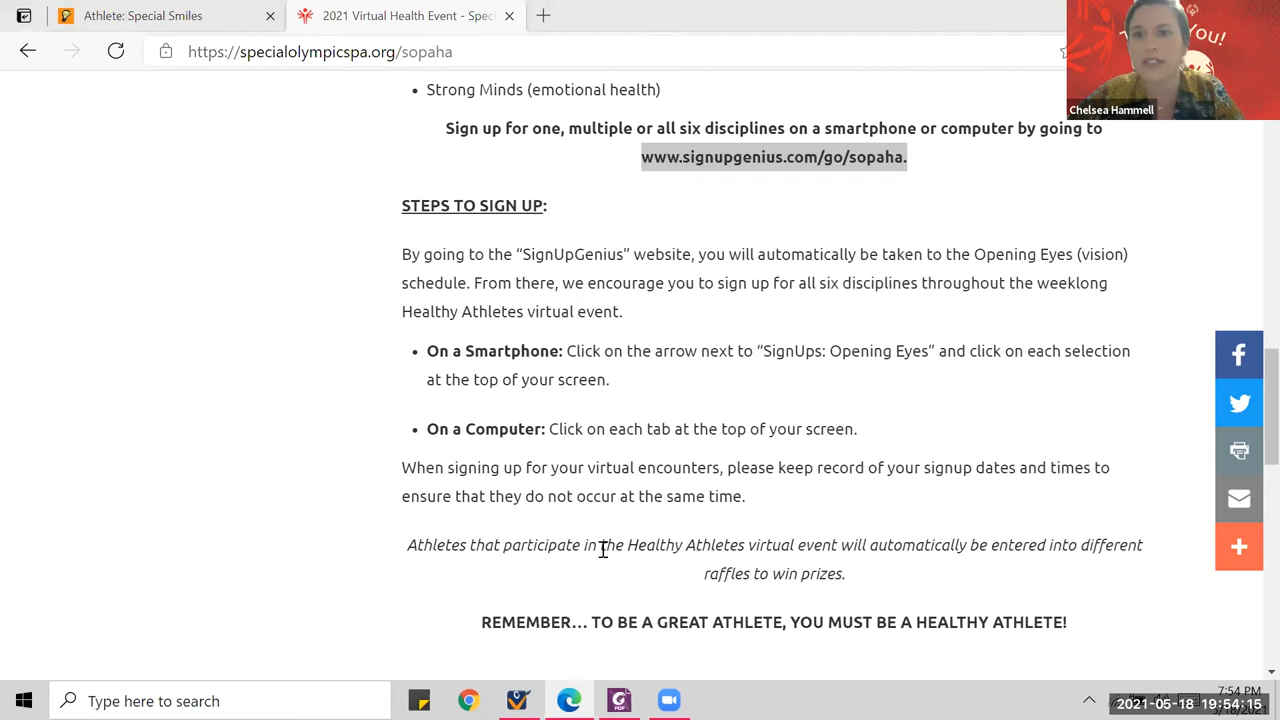 Athlete: Special Smiles
2021 Virtual Health Event - Spec
https://specialolympicspa.org/sopaha
You!
Chelsea Hammell
• Strong Minds (emotional health)
Sign up for one, multiple or all six disciplines on a smartphone or computer by going to
www.signupgenius.com/go/sopaha.
STEPS TO SIGN UP:
By going to the “SignUpGenius” website, you will automatically be taken to the Opening Eyes (vision)
schedule. From there, we encourage you to sign up for all six disciplines throughout the weeklong
Healthy Athletes virtual event.
• On a Smartphone: Click on the arrow next to “SignUps: Opening Eyes” and click on each selection
at the top of your screen.
• On a Computer: Click on each tab at the top of your screen.
When signing up for your virtual encounters, please keep record of your signup dates and times to
ensure that they do not occur at the same time.
Athletes that participate in the Healthy Athletes virtual event will automatically be entered into different
raffles to win prizes.
REMEMBER... TO BE A GREAT ATHLETE, YOU MUST BE A HEALTHY ATHLETE!
Type here to search
PDF
7:54 PM
2021-05-18 19:54:15